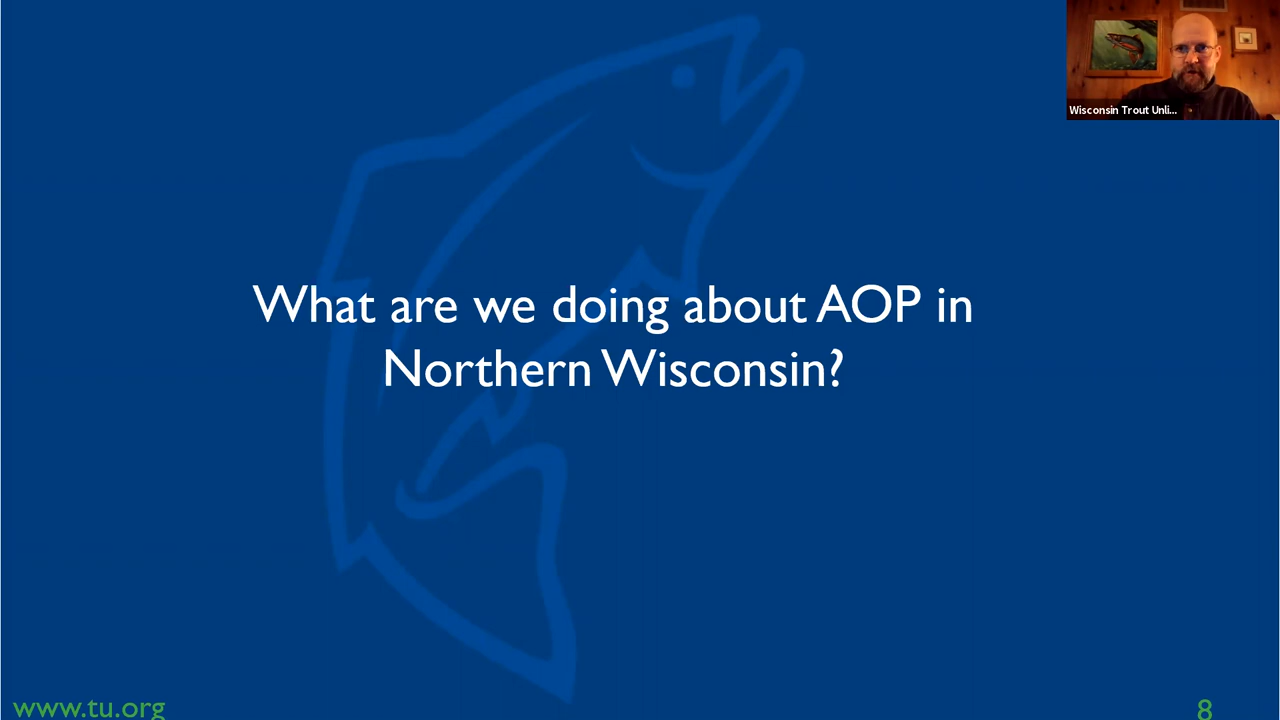 Wisconsin Trout Unli...
What are we doing about AOP in
Northern Wisconsin?
www.tu.org
8